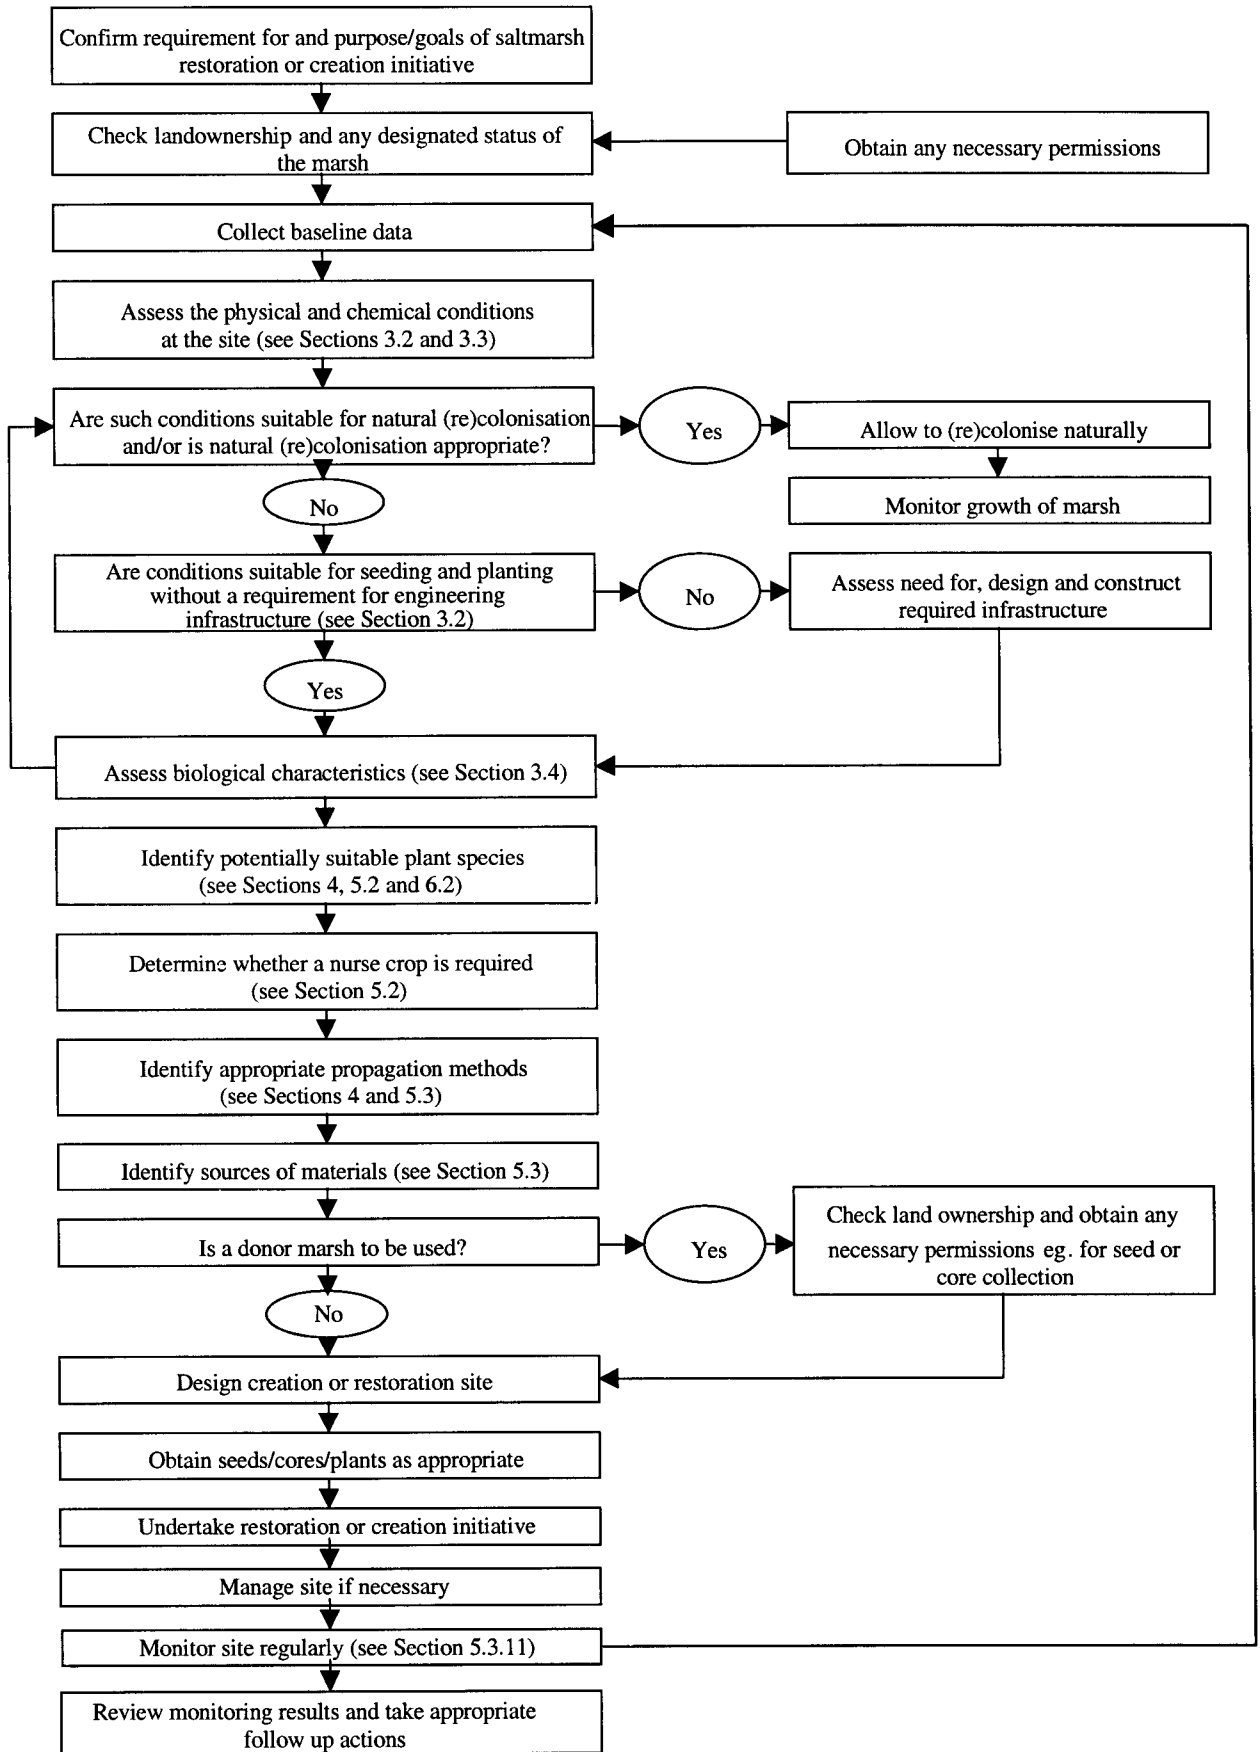 Confirm requirement for and purpose/goals of saltmarsh
restoration or creation initiative
Check landownership and any designated status of
the marsh
Obtain any necessary permissions
Collect baseline data
Assess the physical and chemical conditions
at the site (see Sections 3.2 and 3.3)
Are such conditions suitable for natural (re)colonisation
and/or is natural (re)colonisation appropriate?
Yes
Allow to (re)colonise naturally
Monitor growth of marsh
No
Are conditions suitable for seeding and planting
without a requirement for engineering
infrastructure (see Section 3.2)
No
Assess need for, design and construct
required infrastructure
Yes
Assess biological characteristics (see Section 3.4)
Identify potentially suitable plant species
(see Sections 4, 5.2 and 6.2)
Determine whether a nurse crop is required
(see Section 5.2)
Identify appropriate propagation methods
(see Sections 4 and 5.3)
Identify sources of materials (see Section 5.3)
Is a donor marsh to be used?
Yes
Check land ownership and obtain any
necessary permissions eg. for seed or
core collection
No
Design creation or restoration site
Obtain seeds/cores/plants as appropriate
Undertake restoration or creation initiative
Manage site if necessary
Monitor site regularly (see Section 5.3.11)
Review monitoring results and take appropriate
follow up actions